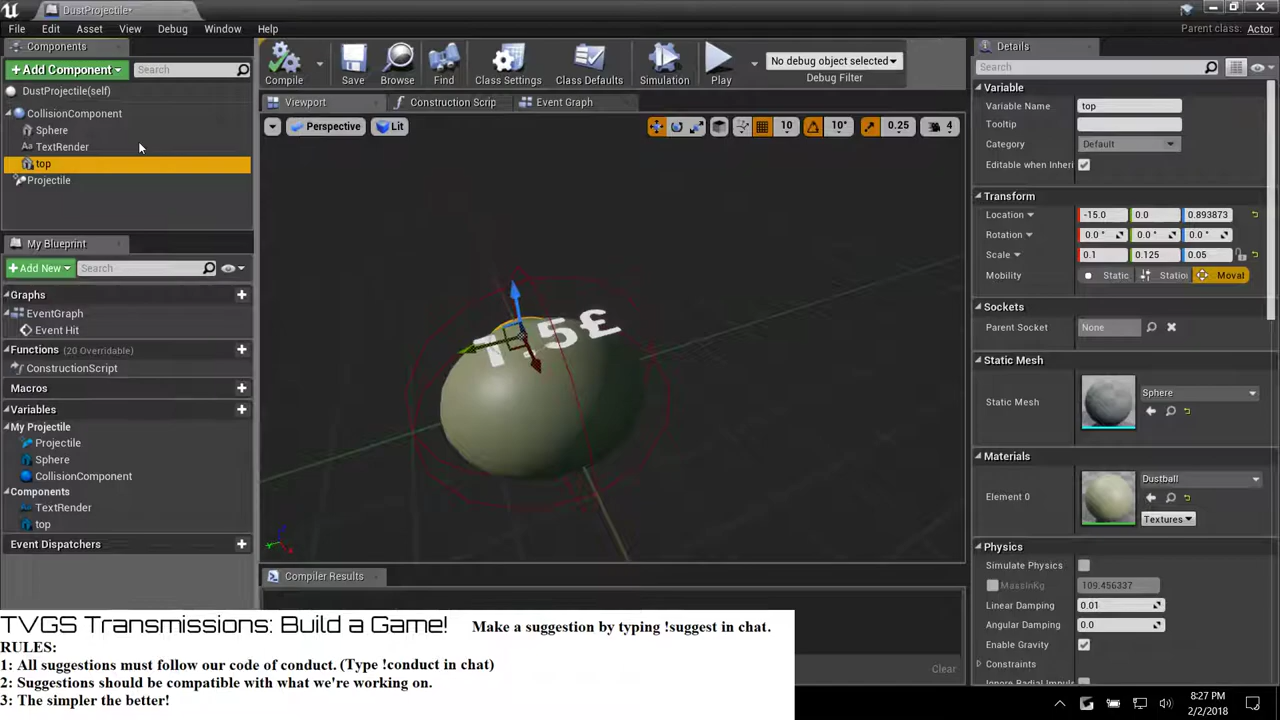 DustProjectile*
File Edit Asset View Debug Window Help
Parent class: Actor
Components
+Add Component Search
DustProjectile(self)
CollisionComponent
Sphere
TextRender
top
Projectile
My Blueprint
+Add New Search
Graphs
EventGraph
Event Hit
Functions (20 Overridable)
ConstructionScript
Macros
Variables
My Projectile
Projectile
Sphere
CollisionComponent
Components
TextRender
top
Event Dispatchers
Compile Save Browse Find Class Settings Class Defaults Simulation Play
No debug object selected
Debug Filter
Viewport Construction Scrip Event Graph
Perspective Lit 10 10° 0.25 4
5£
Compiler Results
Clear
Details
Search
Variable
Variable Name top
Tooltip
Category Default
Editable when Inheri
Transform
Location -15.0 0.0 0.893873
Rotation 0.0 ° 0.0 ° 0.0 °
Scale 0.1 0.125 0.05
Mobility Static Station Moval
Sockets
Parent Socket None
Static Mesh
Static Mesh Sphere
Materials
Element 0 Dustball
Textures
Physics
Simulate Physics
MassInKg 109.456337
Linear Damping 0.01
Angular Damping 0.0
Enable Gravity
Constraints
Ignore Radial Impuls
TVGS Transmissions: Build a Game! Make a suggestion by typing !suggest in chat.
RULES:
1: All suggestions must follow our code of conduct. (Type !conduct in chat)
2: Suggestions should be compatible with what we're working on.
3: The simpler the better!
8:27 PM
2/2/2018